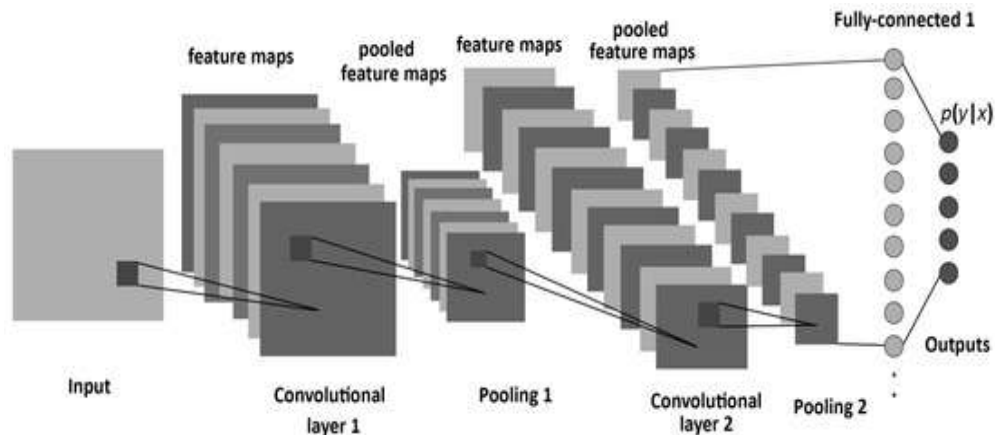 Fully-connected 1
feature maps
pooled
feature maps
feature maps
pooled
feature maps
p(y|x)
Input
Convolutional
layer 1
Pooling 1
Convolutional
layer 2
Pooling 2
Outputs